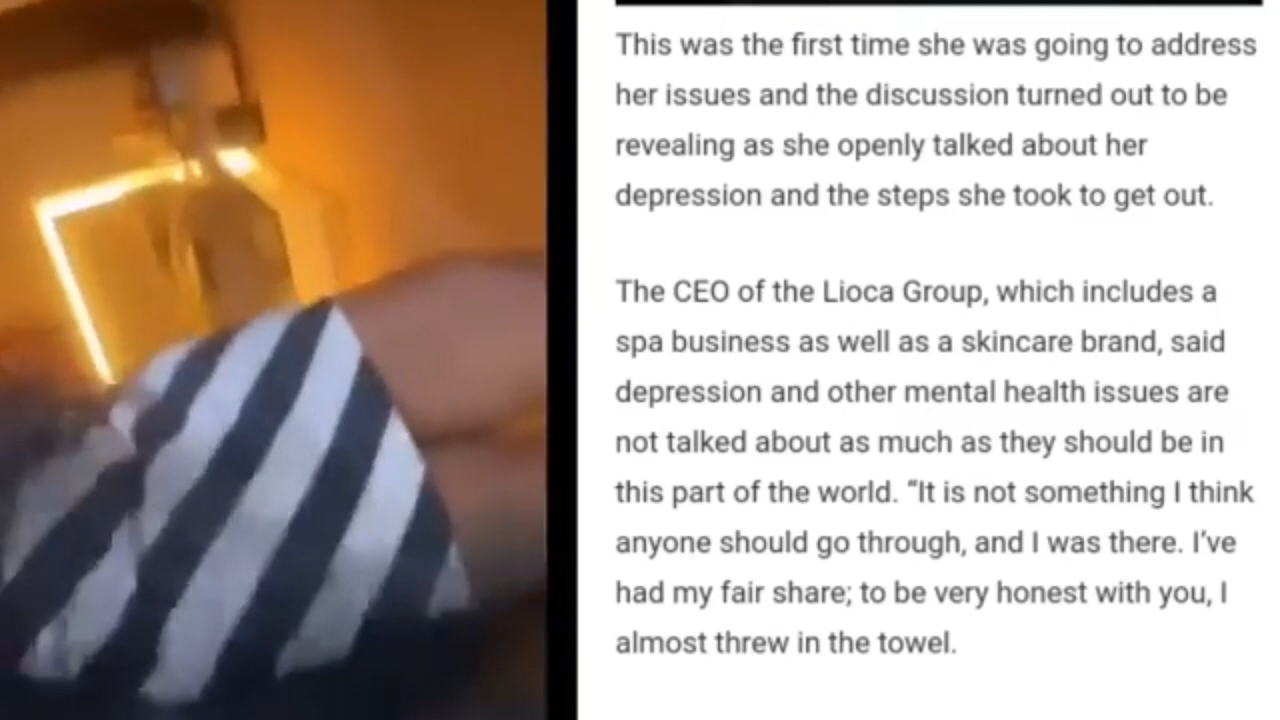 This was the first time she was going to address
her issues and the discussion turned out to be
revealing as she openly talked about her
depression and the steps she took to get out.
The CEO of the Lioca Group, which includes a
spa business as well as a skincare brand, said
depression and other mental health issues are
not talked about as much as they should be in
this part of the world. “It is not something I think
anyone should go through, and I was there. I’ve
had my fair share; to be very honest with you, I
almost threw in the towel.